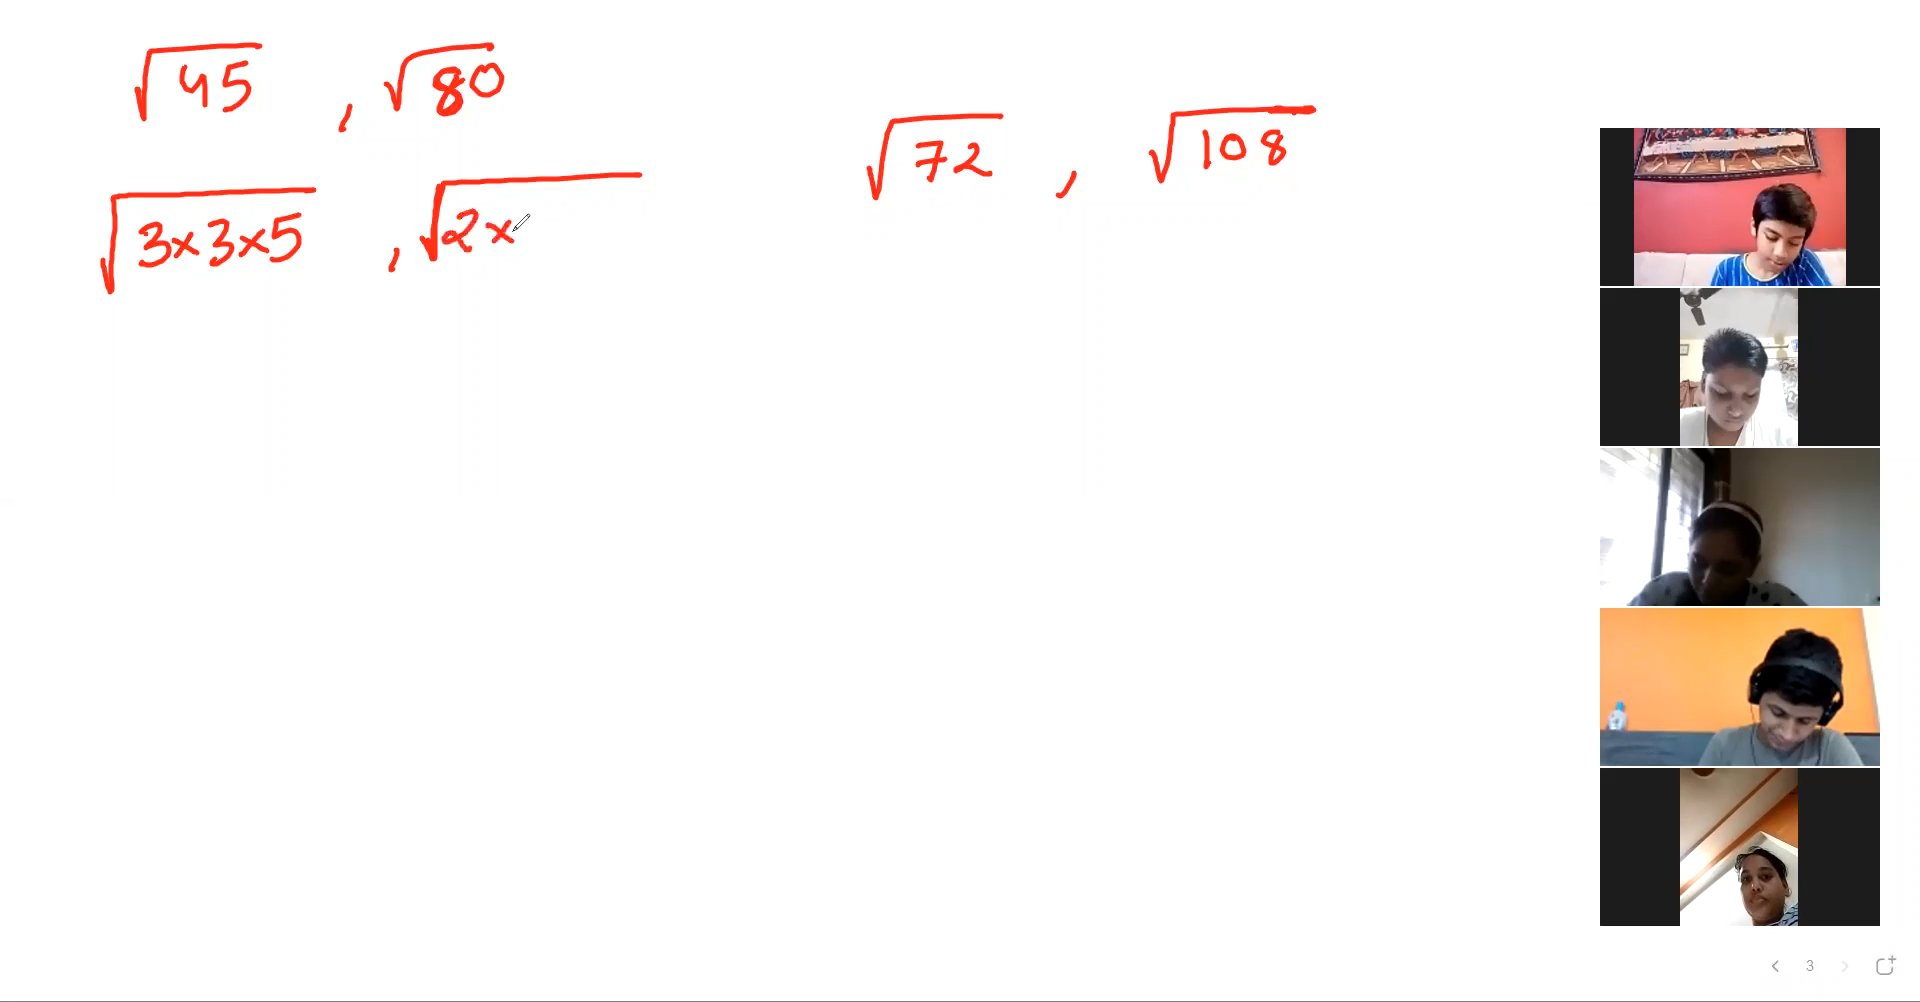 √45 , √80
√72 , √108
√3×3×5 , √2×
3